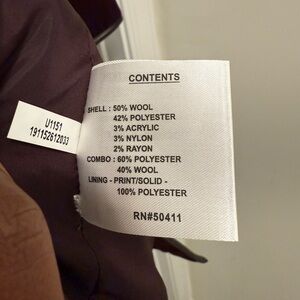 CONTENTS
SHELL : 50% WOOL
42% POLYESTER
3% ACRYLIC
3% NYLON
2% RAYON
COMBO : 60% POLYESTER
40% WOOL
LINING - PRINT/SOLID -
100% POLYESTER
RN#50411
U1151
191152612033